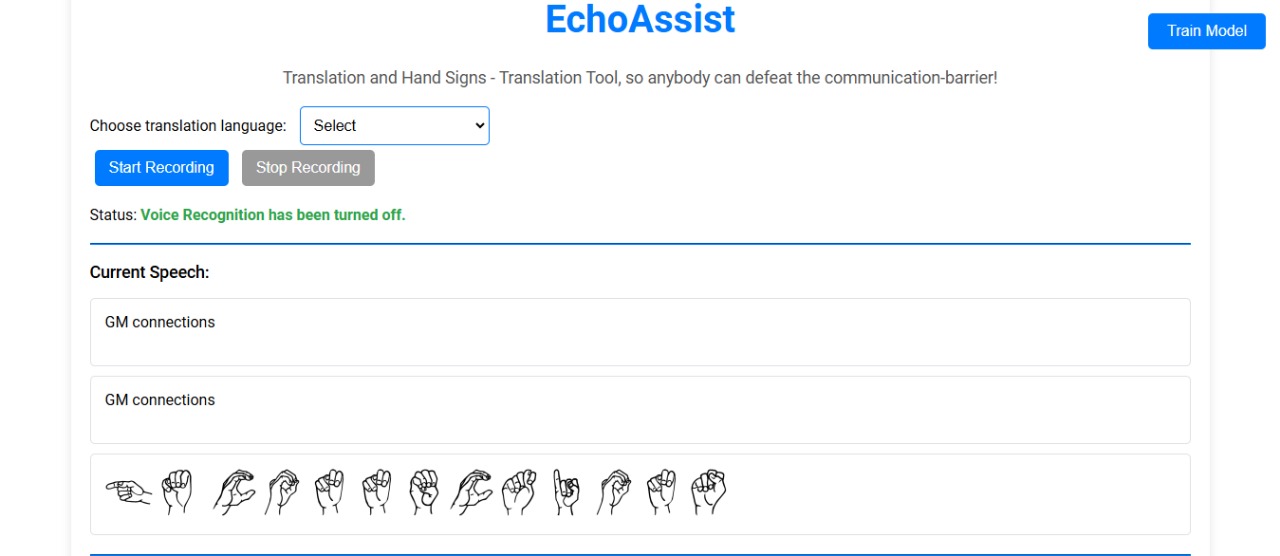 EchoAssist
Train Model
Translation and Hand Signs - Translation Tool, so anybody can defeat the communication-barrier!
Choose translation language: Select
Start Recording Stop Recording
Status: Voice Recognition has been turned off.
Current Speech:
GM connections
GM connections